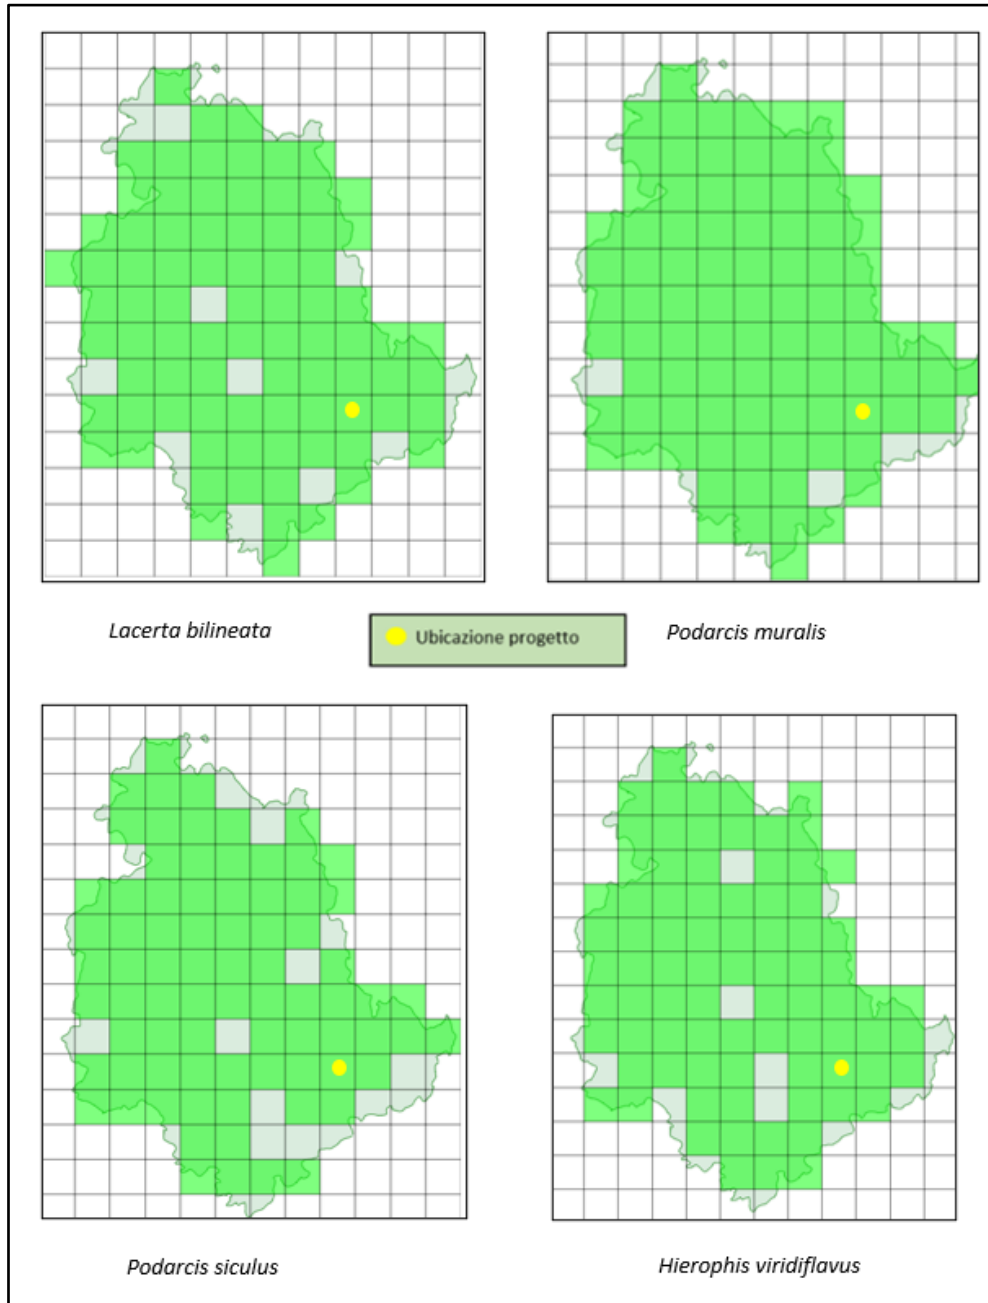 Lacerta bilineata
Ubicazione progetto
Podarcis muralis
Podarcis siculus
Hierophis viridiflavus